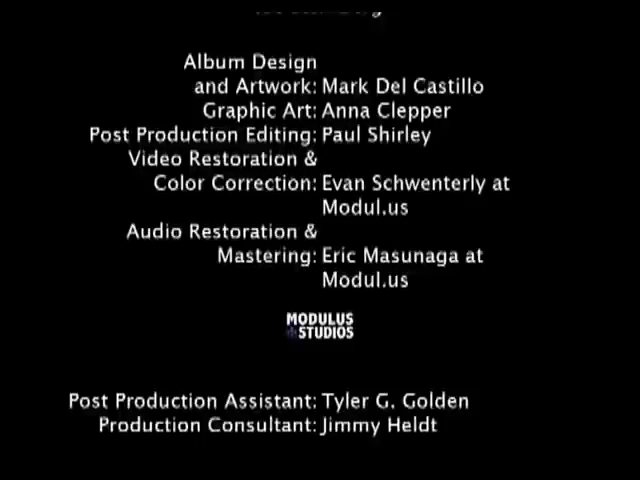 Album Design
and Artwork: Mark Del Castillo
Graphic Art: Anna Clepper
Post Production Editing: Paul Shirley
Video Restoration &
Color Correction: Evan Schwenterly at
Modul.us
Audio Restoration &
Mastering: Eric Masunaga at
Modul.us
MODULUS
STUDIOS
Post Production Assistant: Tyler G. Golden
Production Consultant: Jimmy Heldt